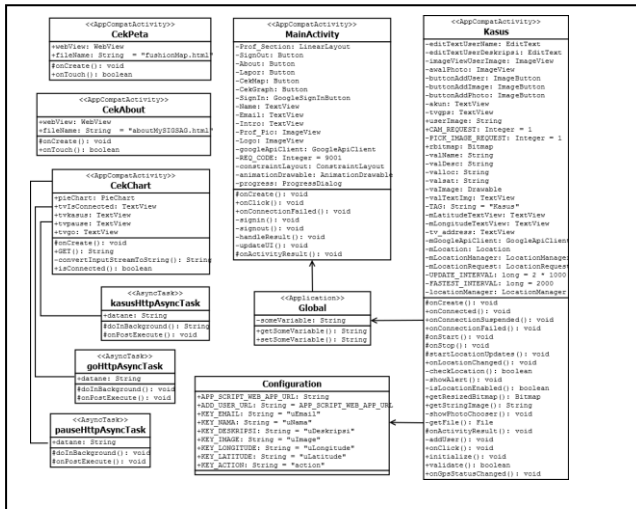 <<AppCompatActivity>>
CekPeta
+webView: WebView
+fileName: String = "fushionMap.html"
#onCreate(): void
+onTouch(): boolean
<<AppCompatActivity>>
CekAbout
+webView: WebView
+fileName: String = "aboutMySIGSAG.html"
#onCreate(): void
+onTouch(): boolean
<<AppCompatActivity>>
CekChart
+pieChart: PieChart
+tvIsConnected: TextView
+tvkasus: TextView
+tvpause: TextView
+tvgo: TextView
#onCreate(): void
+GET(): String
-convertInputStreamToString(): String
+isConnected(): boolean
<<AsyncTask>>
kasusHttpAsyncTask
+datane: String
#doInBackground(): String
#onPostExecute(): void
<<AsyncTask>>
goHttpAsyncTask
+datane: String
#doInBackground(): void
#onPostExecute(): void
<<AsyncTask>>
pauseHttpAsyncTask
+datane: String
#doInBackground(): void
#onPostExecute(): void
<<AppCompatActivity>>
MainActivity
-Prof_Section: LinearLayout
-SignOut: Button
-About: Button
-Lapor: Button
-CekMap: Button
-CekGraph: Button
-SignIn: GoogleSignInButton
-Name: TextView
-Email: TextView
-Intro: TextView
-Prof_Pic: ImageView
-Logo: ImageView
-googleApiClient: GoogleApiClient
-REQ_CODE: Integer = 9001
-constraintLayout: ConstraintLayout
-animationDrawable: AnimationDrawable
-progress: ProgressDialog
#onCreate(): void
+onClick(): void
+onConnectionFailed(): void
-signin(): void
-signout(): void
-handleResult(): void
-updateUI(): void
#onActivityResult(): void
<<Application>>
Global
-someVariable: String
+getSomeVariable(): String
+setSomeVariable(): String
Configuration
+APP_SCRIPT_WEB_APP_URL: String
+ADD_USER_URL: String = APP_SCRIPT_WEB_APP_URL
+KEY_EMAIL: String = "uEmail"
+KEY_NAMA: String = "uNama"
+KEY_DESKRIPSI: String = "uDeskripsi"
+KEY_IMAGE: String = "uImage"
+KEY_LONGITUDE: String = "uLongitude"
+KEY_LATITUDE: String = "uLatitude"
+KEY_ACTION: String = "action"
<<AppCompatActivity>>
Kasus
-editTextUserName: EditText
-editTextUserDeskripsi: EditText
-imageViewUserImage: ImageView
-awalPhoto: ImageView
-buttonAddUser: ImageButton
-buttonAddImage: ImageButton
-buttonAddPhoto: ImageButton
-akun: TextView
-tvgps: TextView
+userImage: String
+CAM_REQUEST: Integer = 1
-PICK_IMAGE_REQUEST: Integer = 1
-rbitmap: Bitmap
-valName: String
-valDesc: String
-valloc: String
-valsat: String
-vaImage: Drawable
-valTextImg: TextView
-TAG: String = "Kasus"
-mLatitudeTextView: TextView
-mLongitudeTextView: TextView
-tv_address: TextView
-mGoogleApiClient: GoogleApiClient
-mLocation: Location
-mLocationManager: LocationManager
-mLocationRequest: LocationRequest
-UPDATE_INTERVAL: long = 2 * 1000
-FASTEST_INTERVAL: long = 2000
-locationManager: LocationManager
#onCreate(): void
+onConnected(): void
+onConnectionSuspended(): void
+onConnectionFailed(): void
#onStart(): void
#onStop(): void
#startLocationUpdates(): void
+onLocationChanged(): void
-checkLocation(): boolean
-showAlert(): void
-isLocationEnabled(): boolean
+getResizedBitmap(): Bitmap
+getStringImage(): String
-showPhotoChooser(): void
-getFile(): File
#onActivityResult(): void
-addUser(): void
+onClick(): void
+initialize(): void
+validate(): boolean
+onGpsStatusChanged(): void